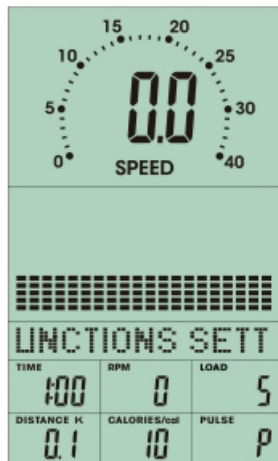 15 20
10 25
5 30
0 40
0.0
SPEED
UNCTIONS SETT
TIME RPM LOAD
1:00 0 5
DISTANCE K CALORIES/cal PULSE
0.1 10 P